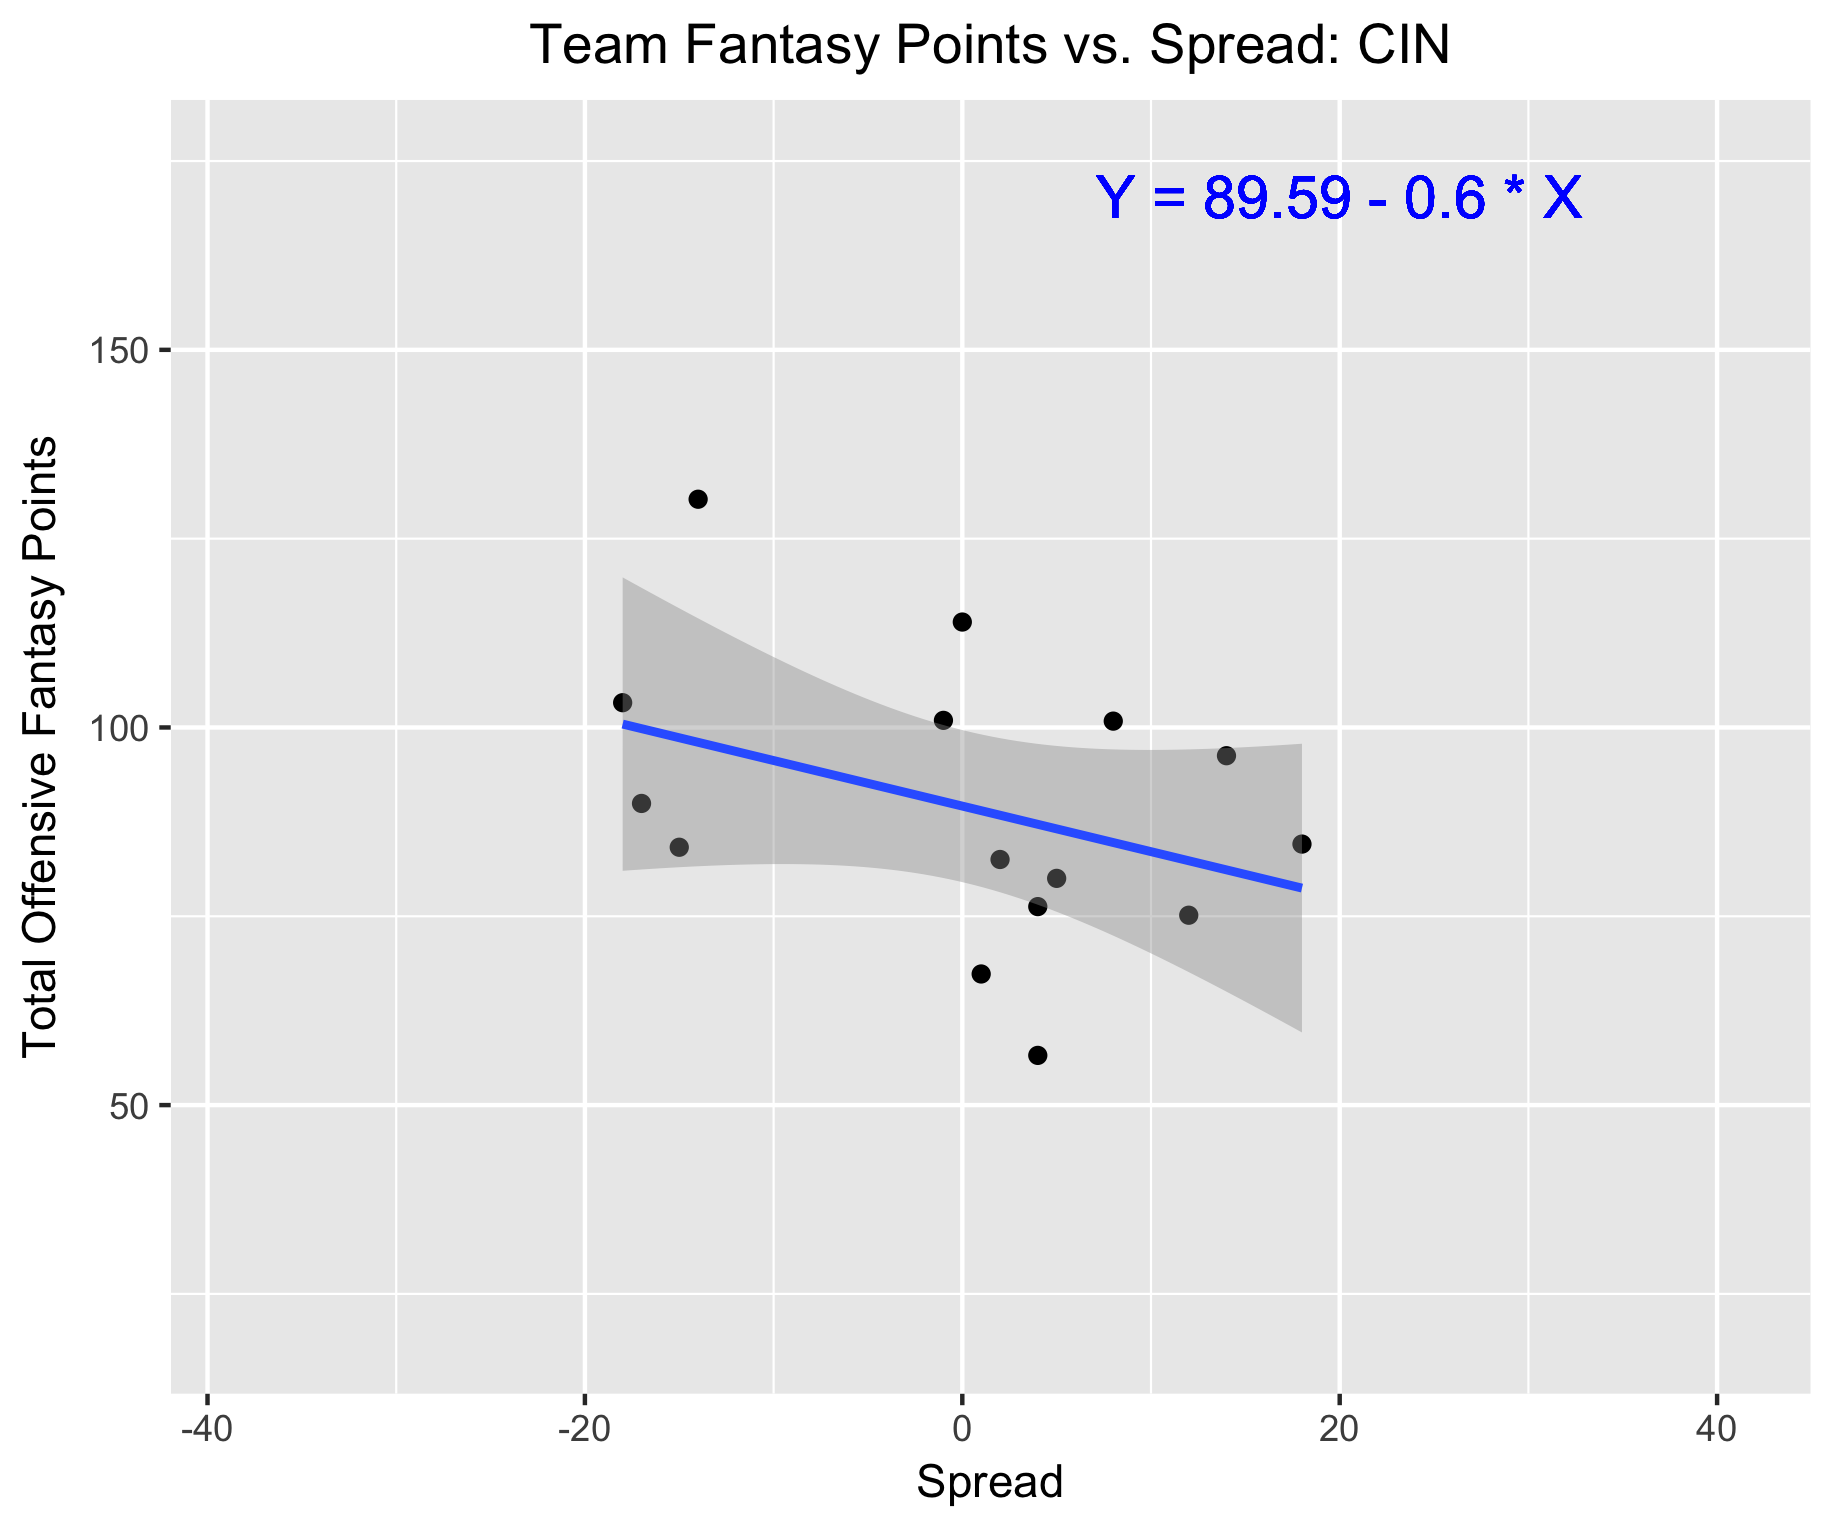 Team Fantasy Points vs. Spread: CIN
Y = 89.59 - 0.6 * X
Total Offensive Fantasy Points
150
100
50
-40
-20
0
20
40
Spread